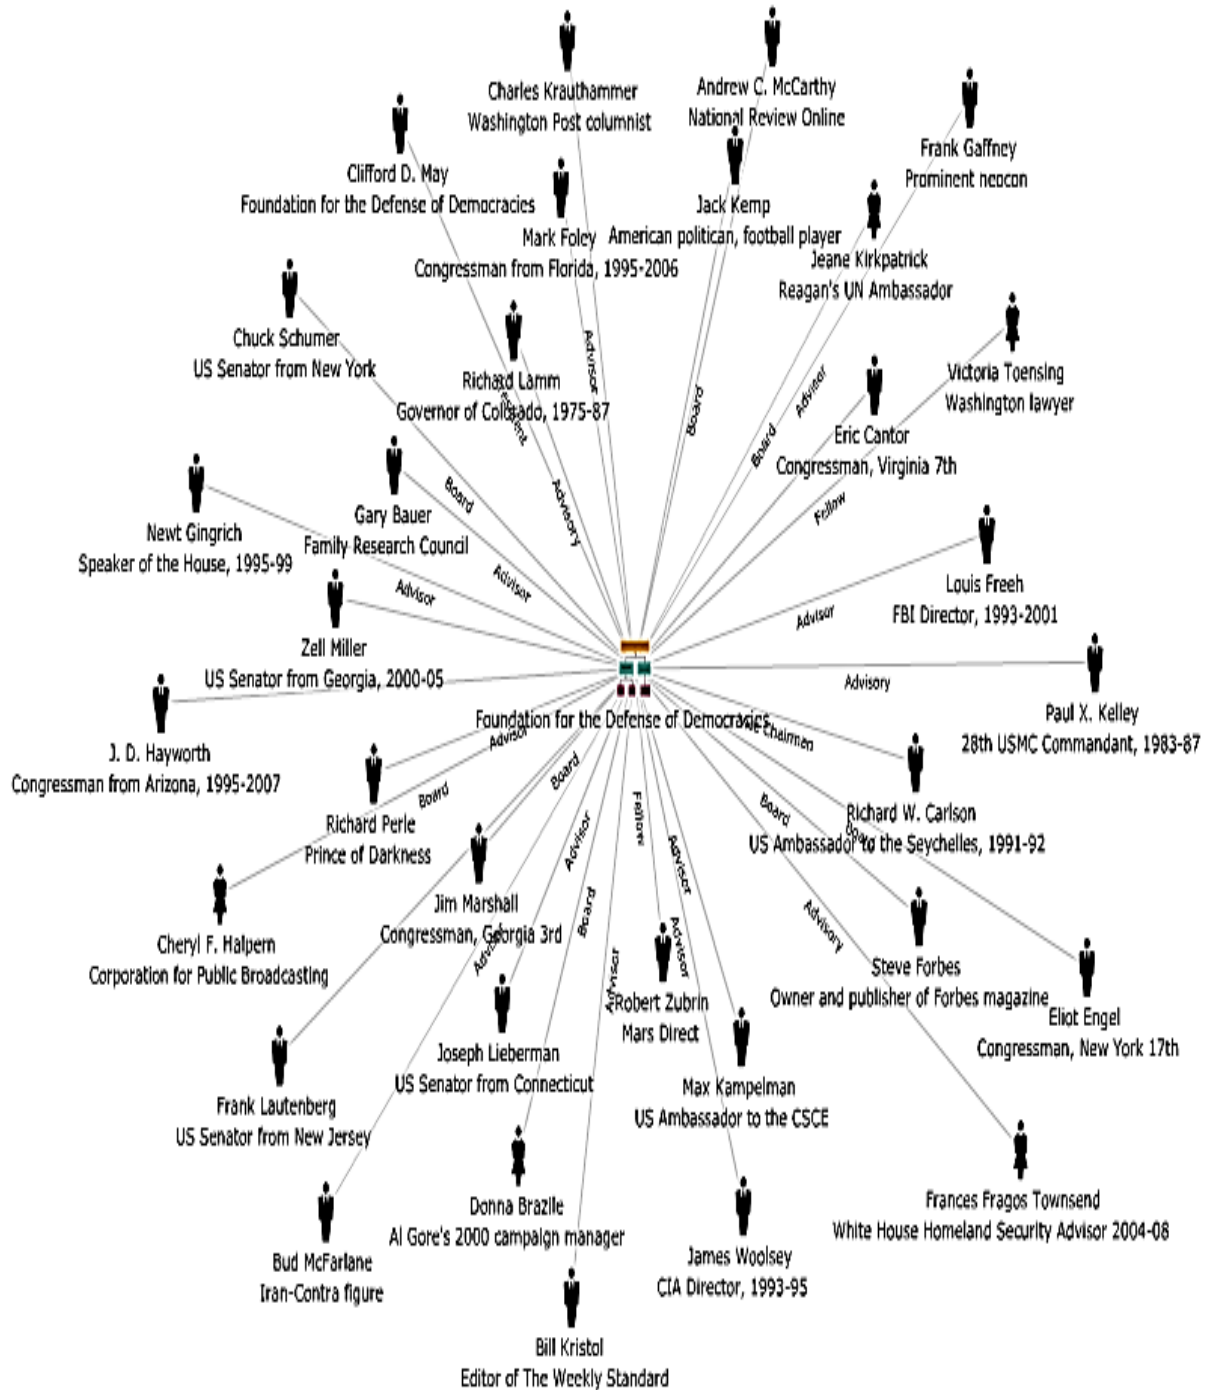 Charles Krauthammer
Washington Post columnist
Andrew C. McCarthy
National Review Online
Frank Gaffney
Prominent neocon
Clifford D. May
Foundation for the Defense of Democracies
Mark Foley
Congressman from Florida, 1995-2006
Jack Kemp
American politican, football player
Jeane Kirkpatrick
Reagan's UN Ambassador
Chuck Schumer
US Senator from New York
Richard Lamm
Governor of Colorado, 1975-87
Advisor
Board
Advisor
Board
Victoria Toensing
Washington lawyer
Eric Cantor
Congressman, Virginia 7th
Fellow
Advisory
Board
Gary Bauer
Family Research Council
Newt Gingrich
Speaker of the House, 1995-99
Advisor
Advisor
Louis Freeh
FBI Director, 1993-2001
Advisor
Zell Miller
US Senator from Georgia, 2000-05
Advisory
Paul X. Kelley
28th USMC Commandant, 1983-87
J. D. Hayworth
Congressman from Arizona, 1995-2007
Foundation for the Defense of Democracies
Chairman
Advisor
Board
Board
Richard Perle
Prince of Darkness
Richard W. Carlson
US Ambassador to the Seychelles, 1991-92
Board
Board
Fellow
Advisor
Advisor
Board
Advisor
Advisor
Advisor
Advisory
Jim Marshall
Congressman, Georgia 3rd
Cheryl F. Halpern
Corporation for Public Broadcasting
Steve Forbes
Owner and publisher of Forbes magazine
Robert Zubrin
Mars Direct
Eliot Engel
Congressman, New York 17th
Joseph Lieberman
US Senator from Connecticut
Max Kampelman
US Ambassador to the CSCE
Frank Lautenberg
US Senator from New Jersey
Donna Brazile
Al Gore's 2000 campaign manager
Frances Fragos Townsend
White House Homeland Security Advisor 2004-08
Bud McFarlane
Iran-Contra figure
James Woolsey
CIA Director, 1993-95
Bill Kristol
Editor of The Weekly Standard